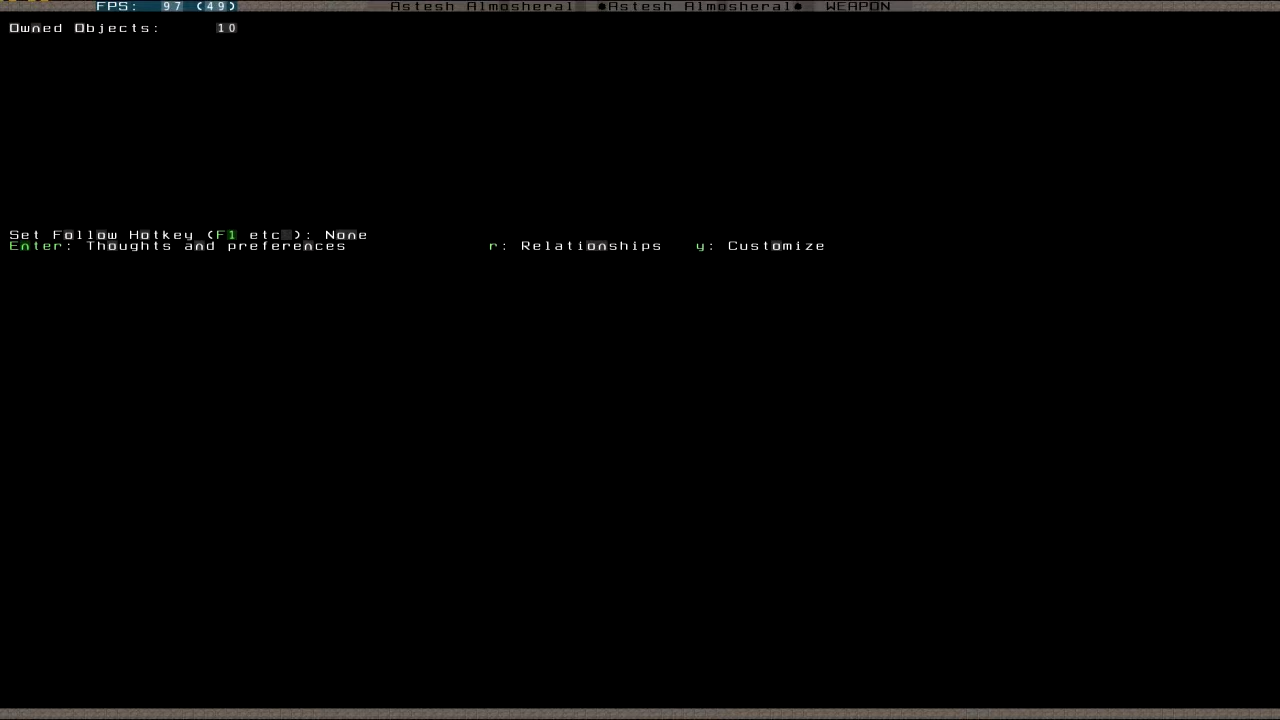 FPS: 97 (49) Astesh Almosheral ●Astesh Almosheral● WEAPON
Owned Objects: 10
Set Follow Hotkey (F1 etc.): None
Enter: Thoughts and preferences r: Relationships y: Customize